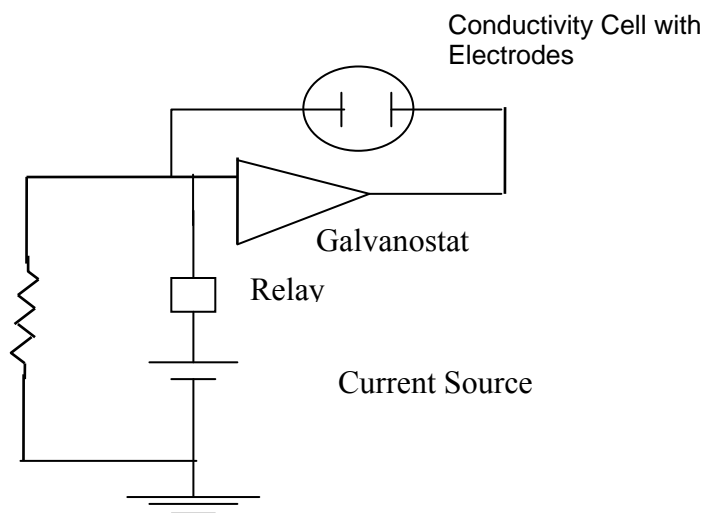 Conductivity Cell with
Electrodes
Galvanostat
Relay
Current Source